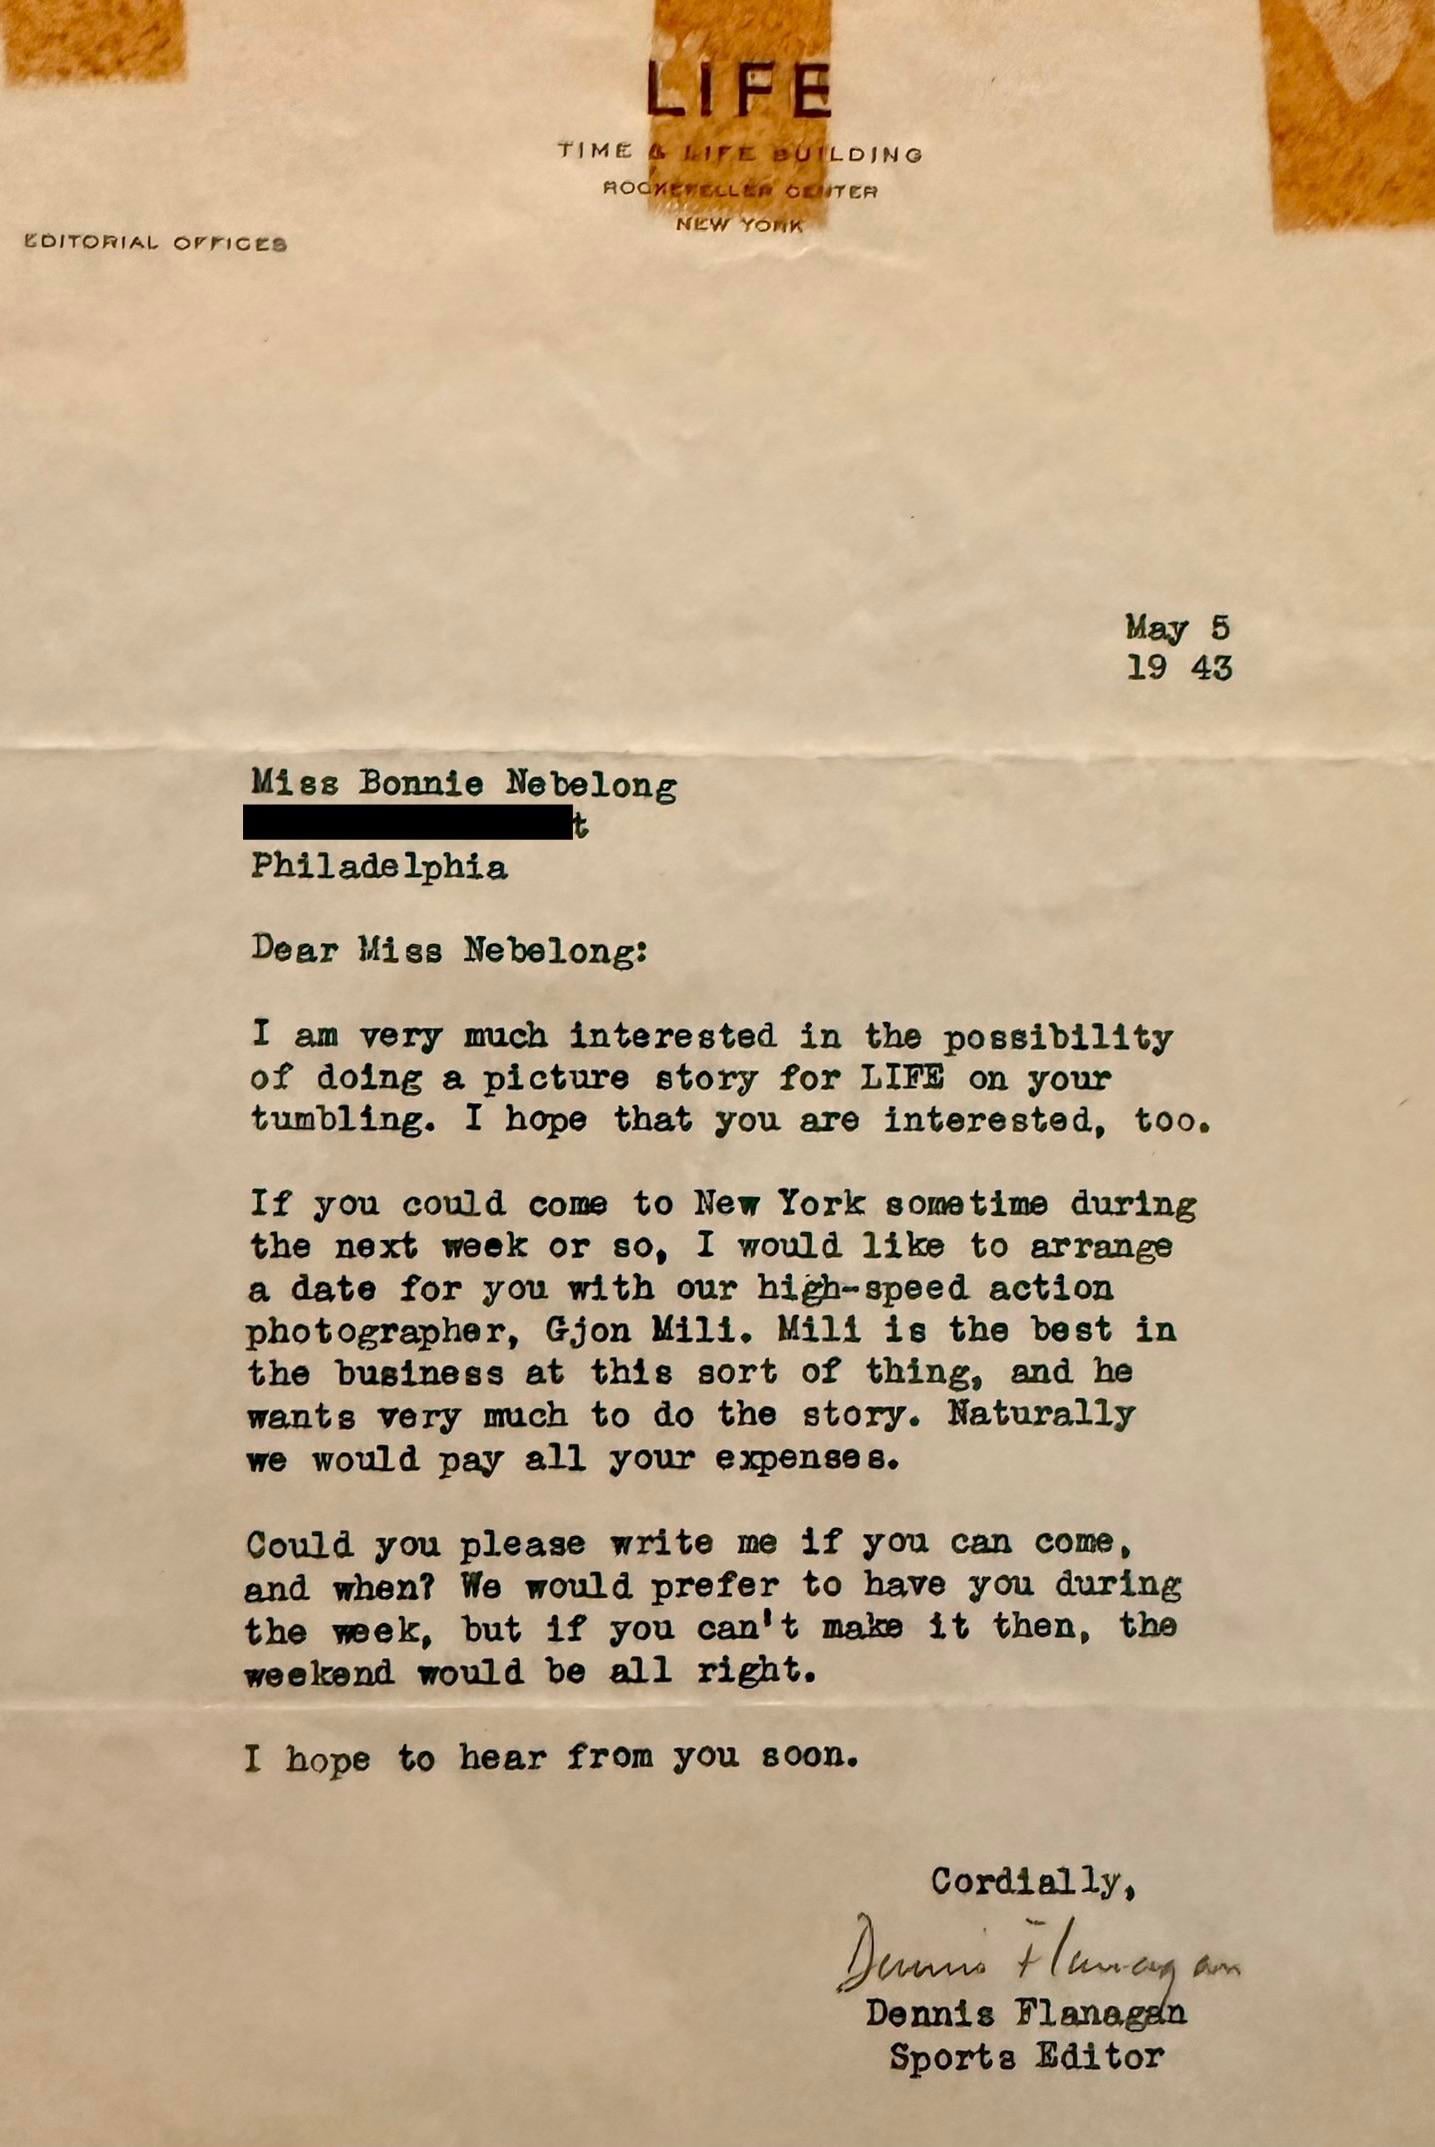 LIFE
TIME & LIFE BUILDING
ROCKEFELLER CENTER
NEW YORK
EDITORIAL OFFICES
May 5
19 43
Miss Bonnie Nebelong
t
Philadelphia
Dear Miss Nebelong:
I am very much interested in the possibility
of doing a picture story for LIFE on your
tumbling. I hope that you are interested, too.
If you could come to New York sometime during
the next week or so, I would like to arrange
a date for you with our high-speed action
photographer, Gjon Mili. Mili is the best in
the business at this sort of thing, and he
wants very much to do the story. Naturally
we would pay all your expenses.
Could you please write me if you can come,
and when? We would prefer to have you during
the week, but if you can't make it then, the
weekend would be all right.
I hope to hear from you soon.
Cordially,
Dennis Flanagan
Dennis Flanagan
Sports Editor